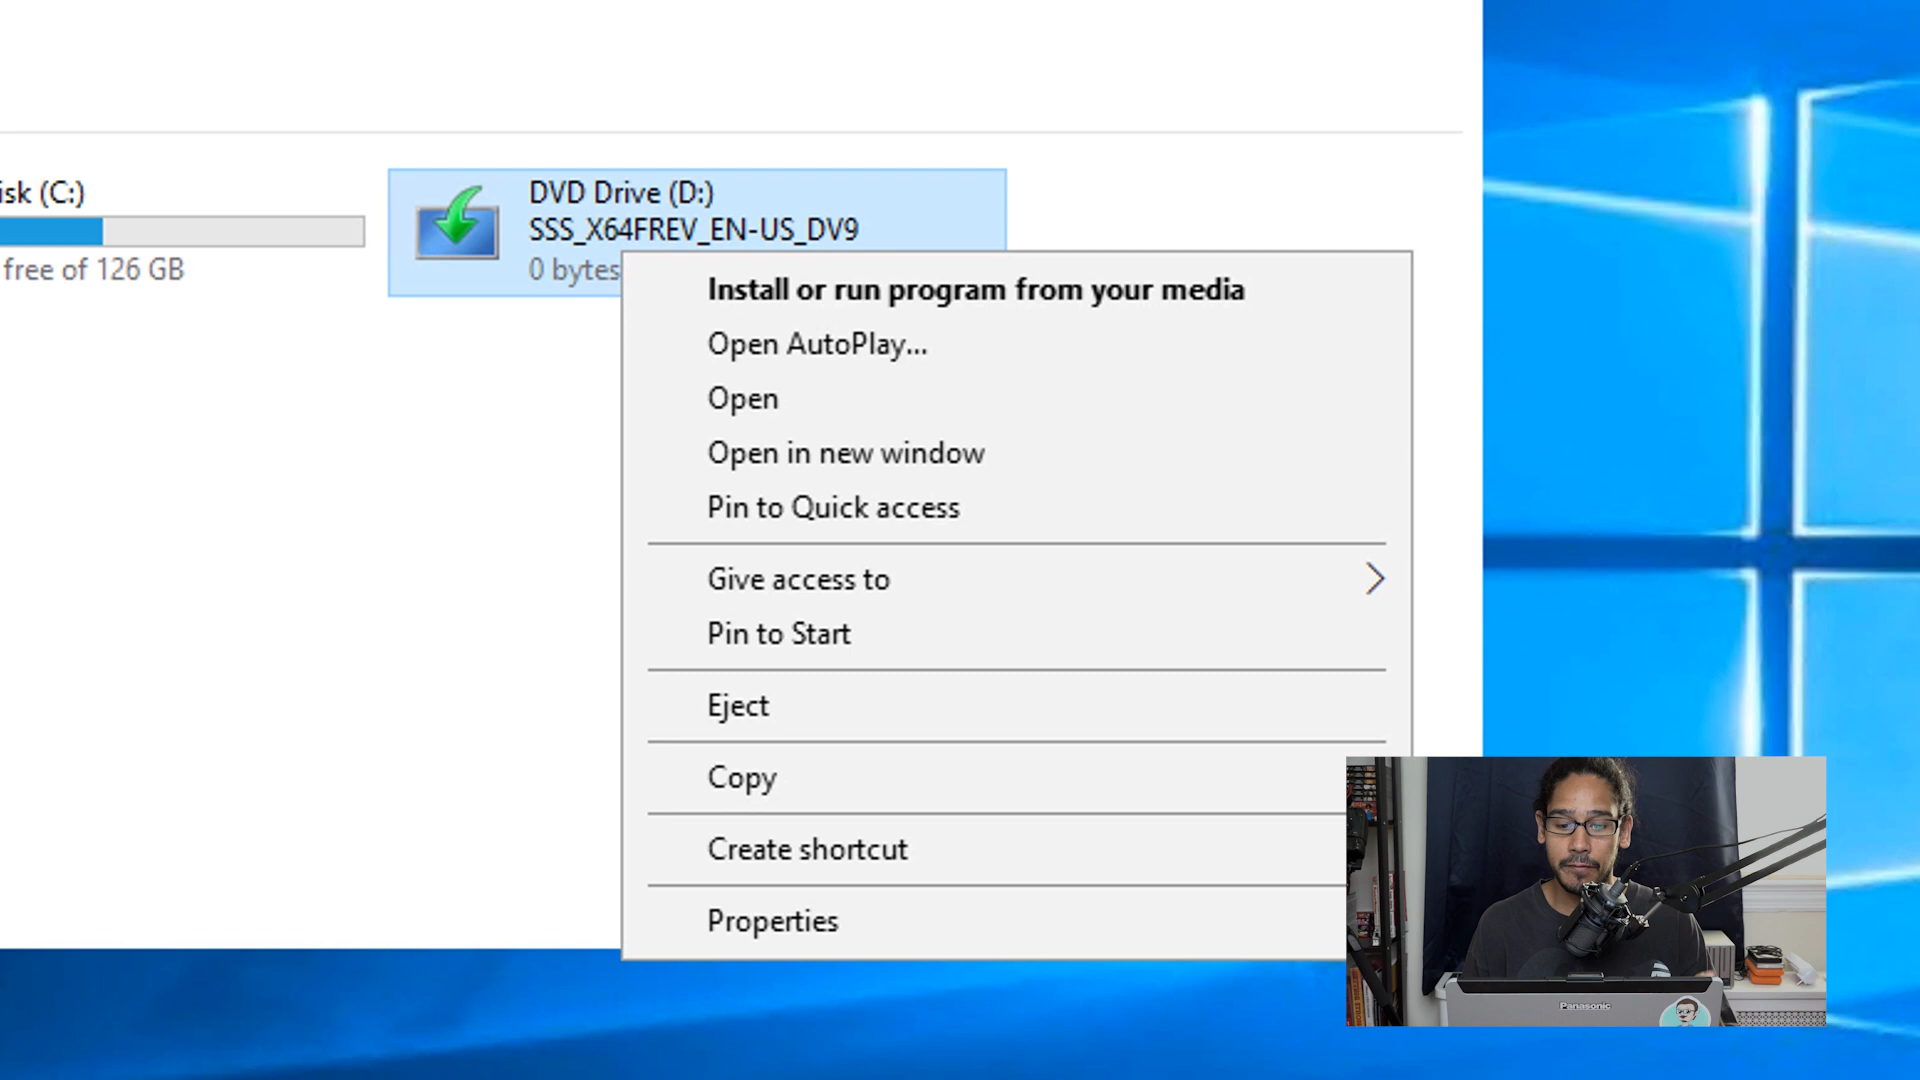 isk (C:)
free of 126 GB
DVD Drive (D:)
SSS_X64FREV_EN-US_DV9
0 bytes
Install or run program from your media
Open AutoPlay...
Open
Open in new window
Pin to Quick access
Give access to
Pin to Start
Eject
Copy
Create shortcut
Properties
Panasonic